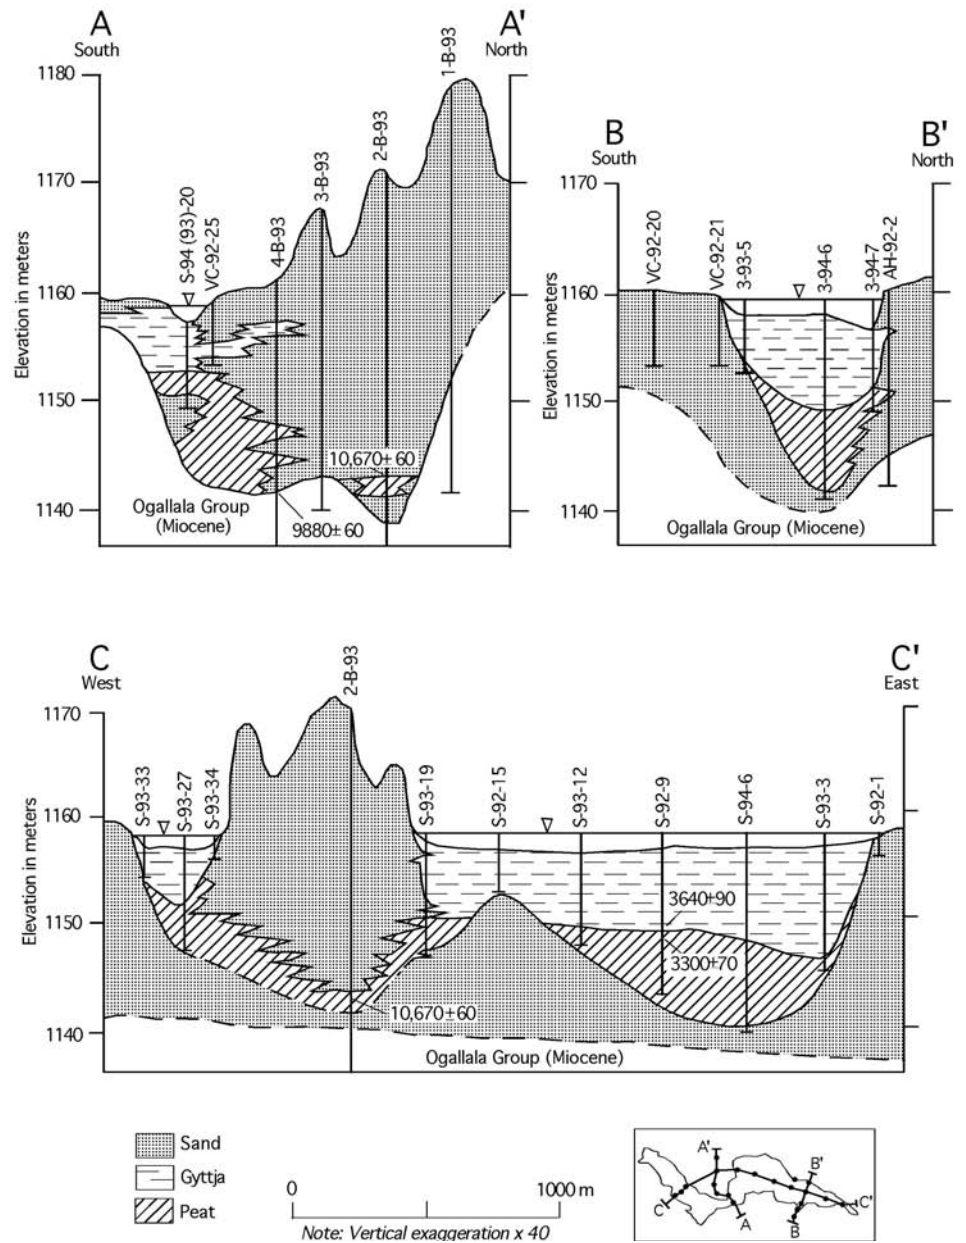 A
South
A'
North
1-B-93
1180
2-B-93
3-B-93
1170
S-94 (93)-20
VC-92-25
4-B-93
1160
Elevation in meters
1150
10,670± 60
1140
Ogallala Group
(Miocene)
9880± 60
B
South
B'
North
1170
VC-92-20
VC-92-21
3-93-5
3-94-6
3-94-7
AH-92-2
1160
Elevation in meters
1150
1140
Ogallala Group (Miocene)
C
West
2-B-93
C'
East
1170
S-93-33
S-93-27
S-93-34
S-93-19
S-92-15
S-93-12
S-92-9
S-94-6
S-93-3
S-92-1
1160
Elevation in meters
3640±90
1150
3300±70
10,670±60
1140
Ogallala Group (Miocene)
Sand
Gyttja
Peat
0
1000 m
Note: Vertical exaggeration x 40
A'
B'
C'
C
A
B